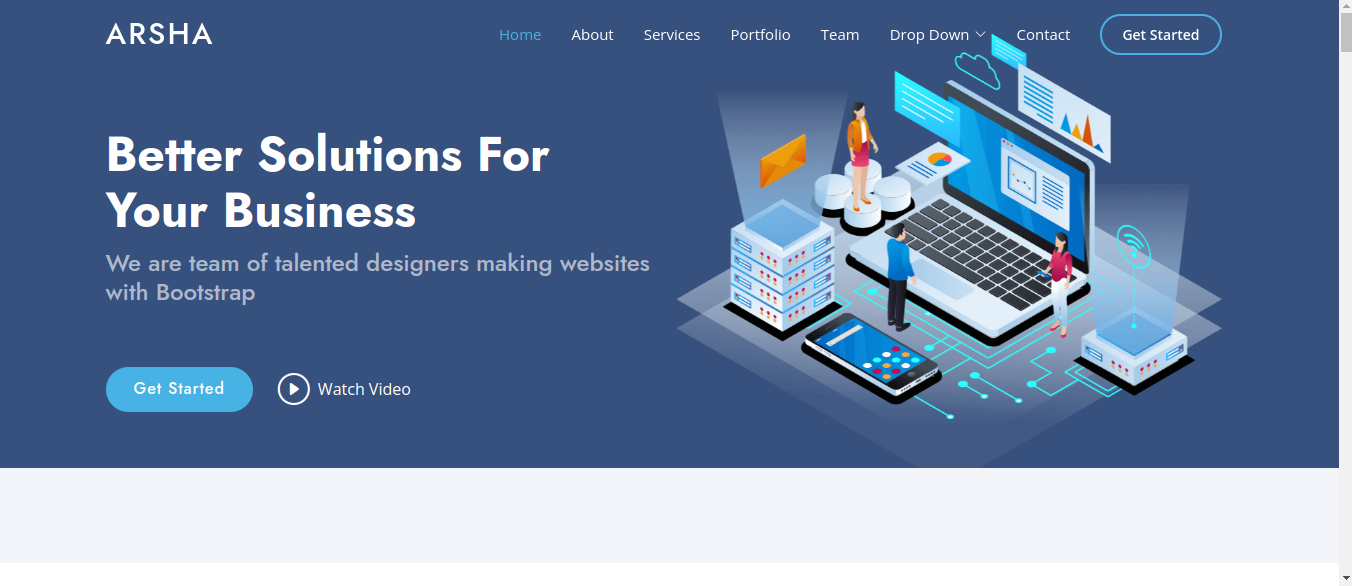 ARSHA
Home About Services Portfolio Team Drop Down Contact Get Started
Better Solutions For
Your Business
We are team of talented designers making websites
with Bootstrap
Get Started Watch Video